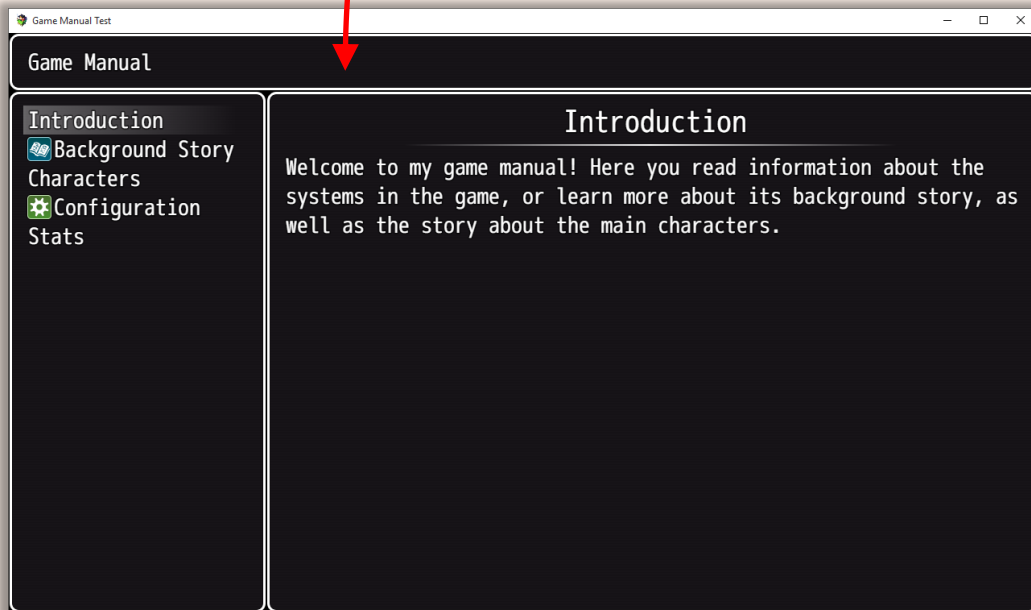 Game Manual Test
Game Manual
Introduction
Background Story
Characters
Configuration
Stats
Introduction
Welcome to my game manual! Here you read information about the
systems in the game, or learn more about its background story, as
well as the story about the main characters.